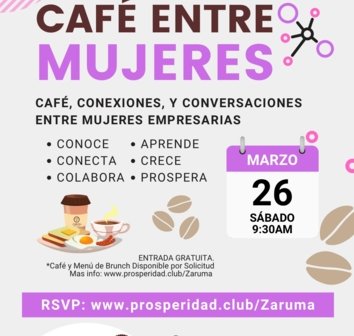 CAFÉ ENTRE
MUJERES
CAFÉ, CONEXIONES, Y CONVERSACIONES
ENTRE MUJERES EMPRESARIAS
• CONOCE • APRENDE
• CONECTA • CRECE
• COLABORA • PROSPERA
MARZO
26
SÁBADO
9:30AM
ENTRADA GRATUITA.
*Café y Menú de Brunch Disponible por Solicitud
Mas info: www.prosperidad.club/Zaruma
RSVP: www.prosperidad.club/Zaruma